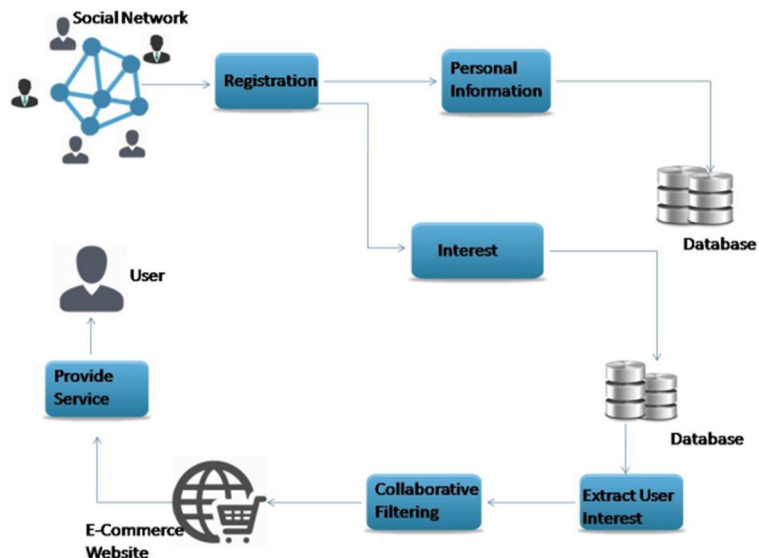 Social Network
Registration
Personal
Information
Database
Interest
User
Provide
Service
Database
Collaborative
Filtering
Extract User
Interest
E-Commerce
Website